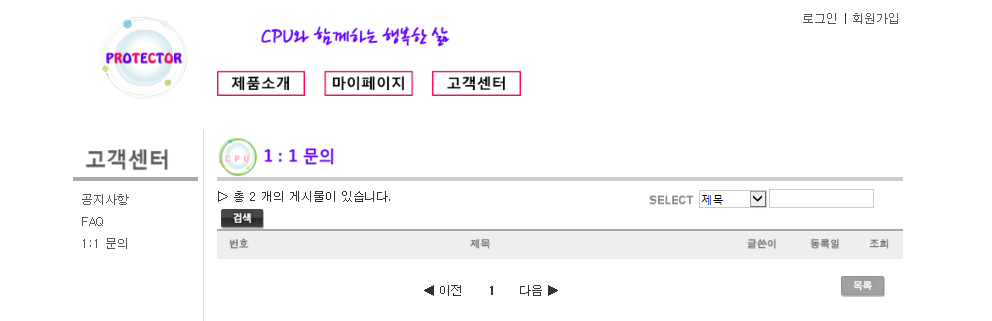 로그인 | 회원가입
PROTECTOR
CPU와 함께하는 행복한 삶
제품소개 마이페이지 고객센터
고객센터
공지사항
FAQ
1:1 문의
CPU
1 : 1 문의
▷ 총 2 개의 게시물이 있습니다.
SELECT 제목
검색
번호 제목 글쓴이 등록일 조회
◀ 이전 1 다음 ▶
목록